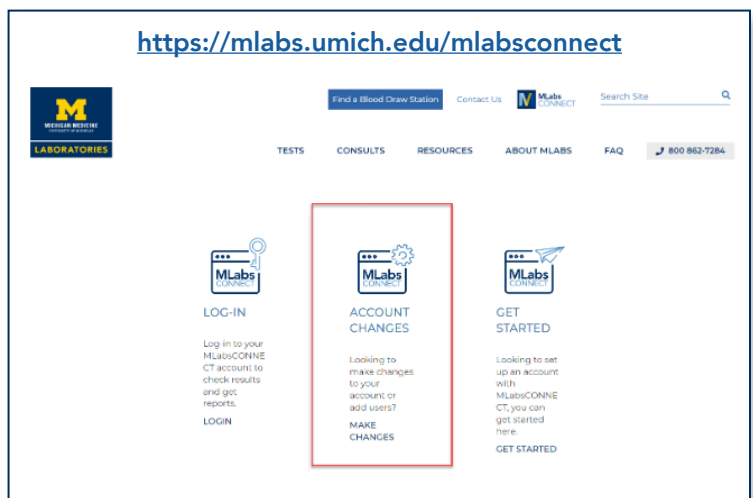 https://mlabs.umich.edu/mlabsconnect
Find a Blood Draw Station
Contact Us
MLabs
CONNECT
Search Site
M
MICHIGAN MEDICINE
UNIVERSITY OF MICHIGAN
LABORATORIES
TESTS
CONSULTS
RESOURCES
ABOUT MLABS
FAQ
800 862-7284
MLabs
CONNECT
LOG-IN
Log-in to your
MLabsCONNE
CT account to
check results
and get
reports.
LOGIN
MLabs
CONNECT
ACCOUNT
CHANGES
Looking to
make changes
to your
account or
add users?
MAKE
CHANGES
MLabs
CONNECT
GET
STARTED
Looking to set
up an account
with
MLabsCONNE
CT, you can
get started
here.
GET STARTED